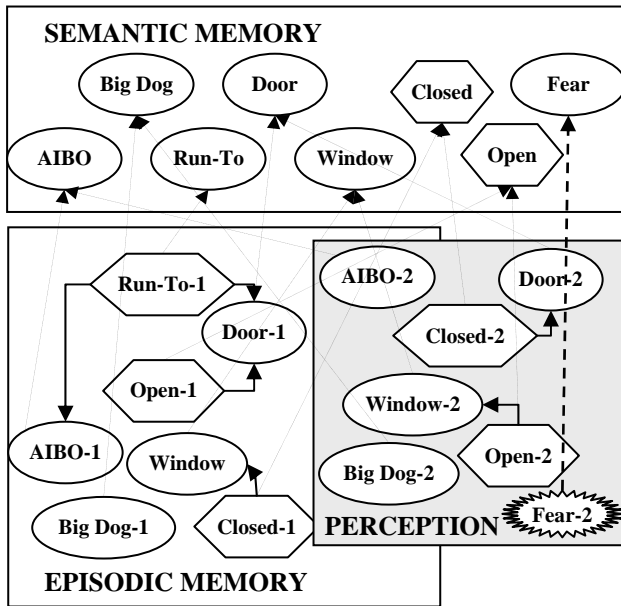 SEMANTIC MEMORY
Big Dog
Door
Closed
Fear
AIBO
Run-To
Window
Open
Run-To-1
Door-1
Open-1
AIBO-1
Window
Big Dog-1
Closed-1
EPISODIC MEMORY
AIBO-2
Door-2
Closed-2
Window-2
Open-2
Big Dog-2
Fear-2
PERCEPTION